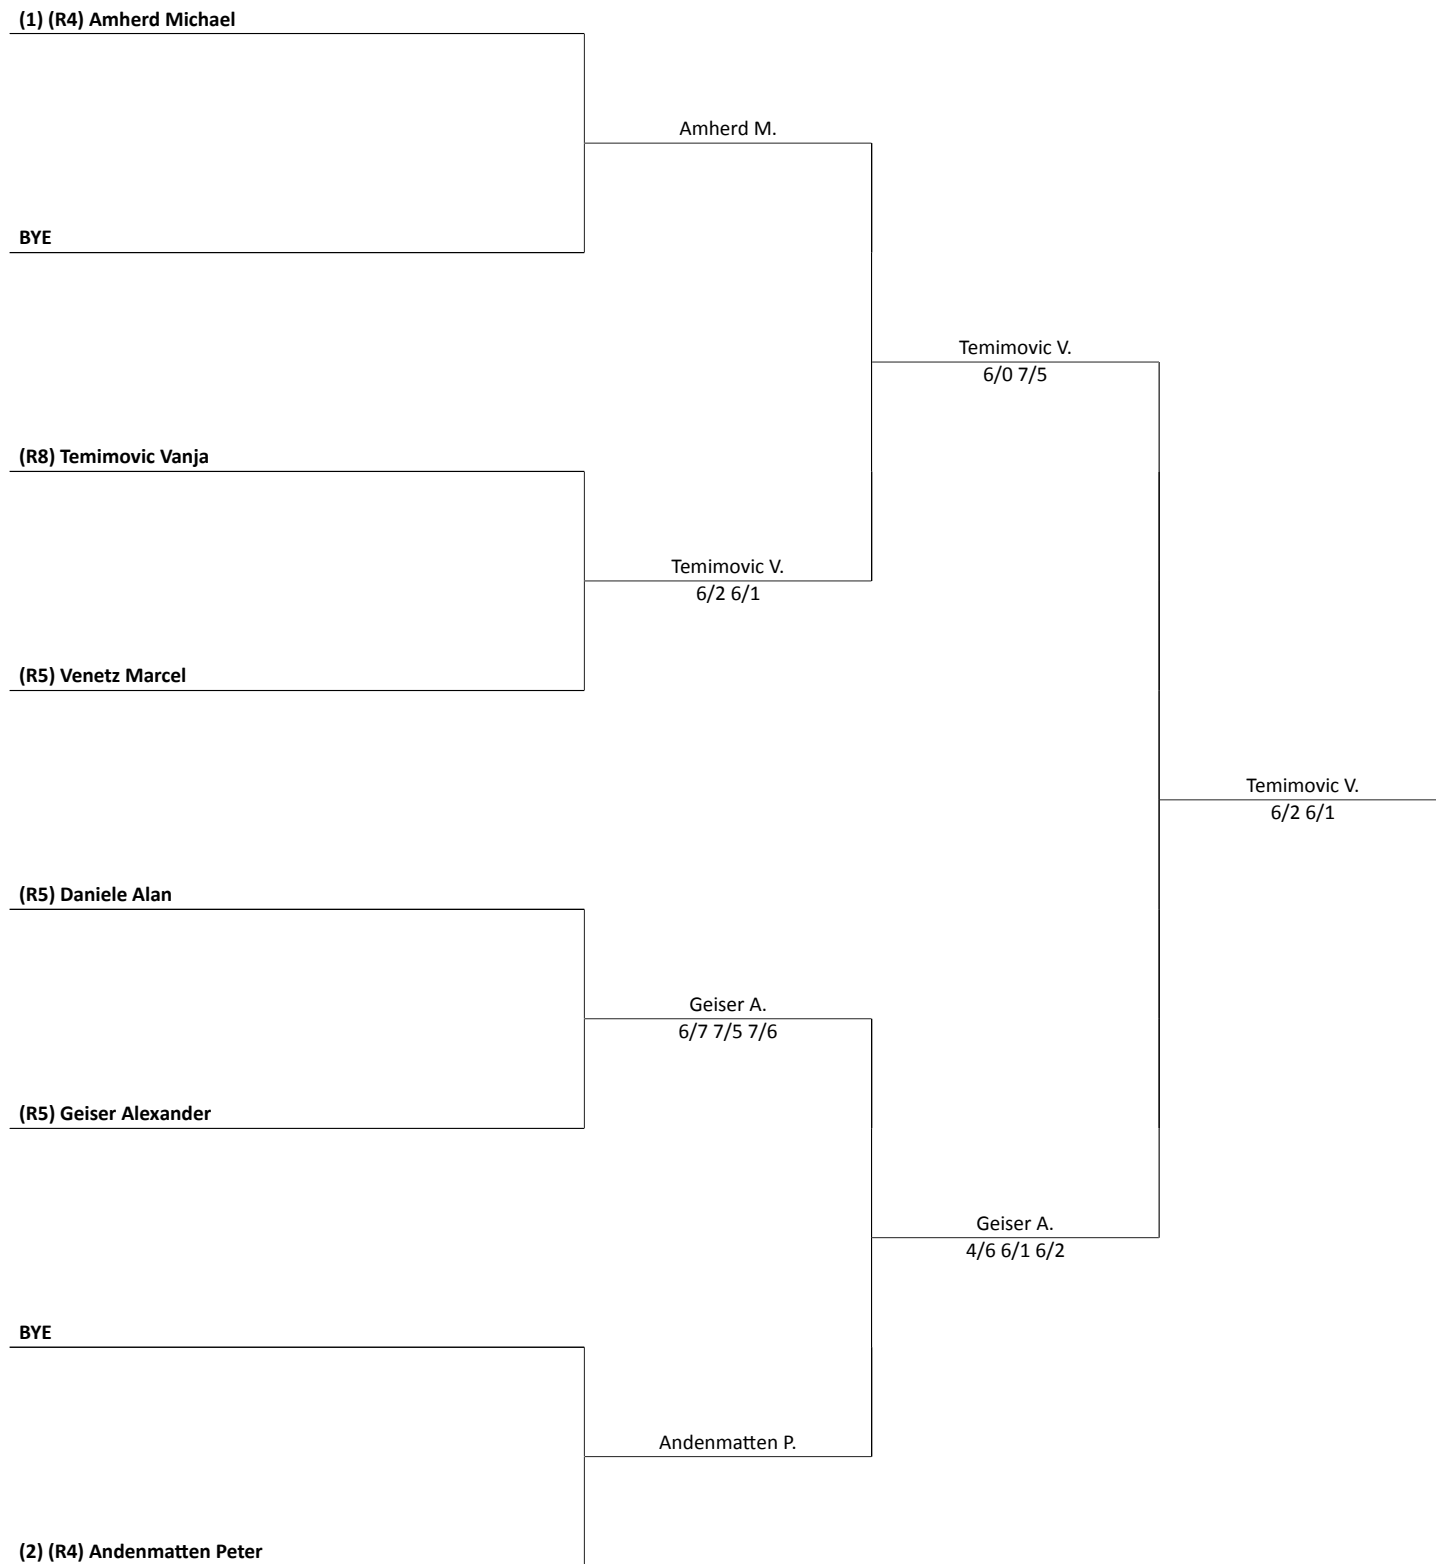 (1) (R4) Amherd Michael
Amherd M.
BYE
Temimovic V.
6/0 7/5
(R8) Temimovic Vanja
Temimovic V.
6/2 6/1
(R5) Venetz Marcel
Temimovic V.
6/2 6/1
(R5) Daniele Alan
Geiser A.
6/7 7/5 7/6
(R5) Geiser Alexander
Geiser A.
4/6 6/1 6/2
BYE
Andenmatten P.
(2) (R4) Andenmatten Peter